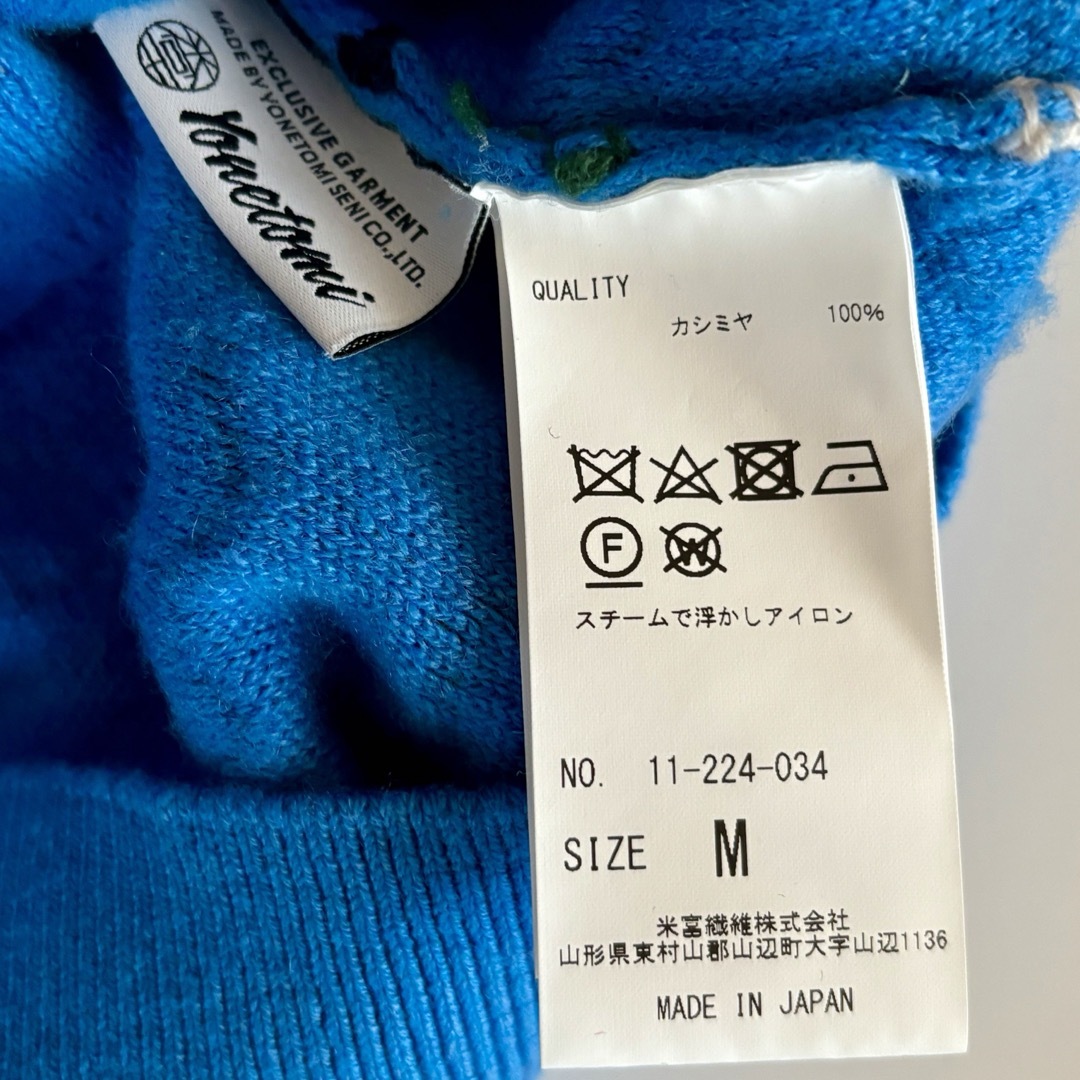 EXCLUSIVE GARMENT
MADE BY YONETOMI SENI CO.,LTD.
Yonetomi
QUALITY
カシミヤ 100%
F
W
スチームで浮かしアイロン
NO. 11-224-034
SIZE M
米富繊維株式会社
山形県東村山郡山辺町大字山辺1136
MADE IN JAPAN